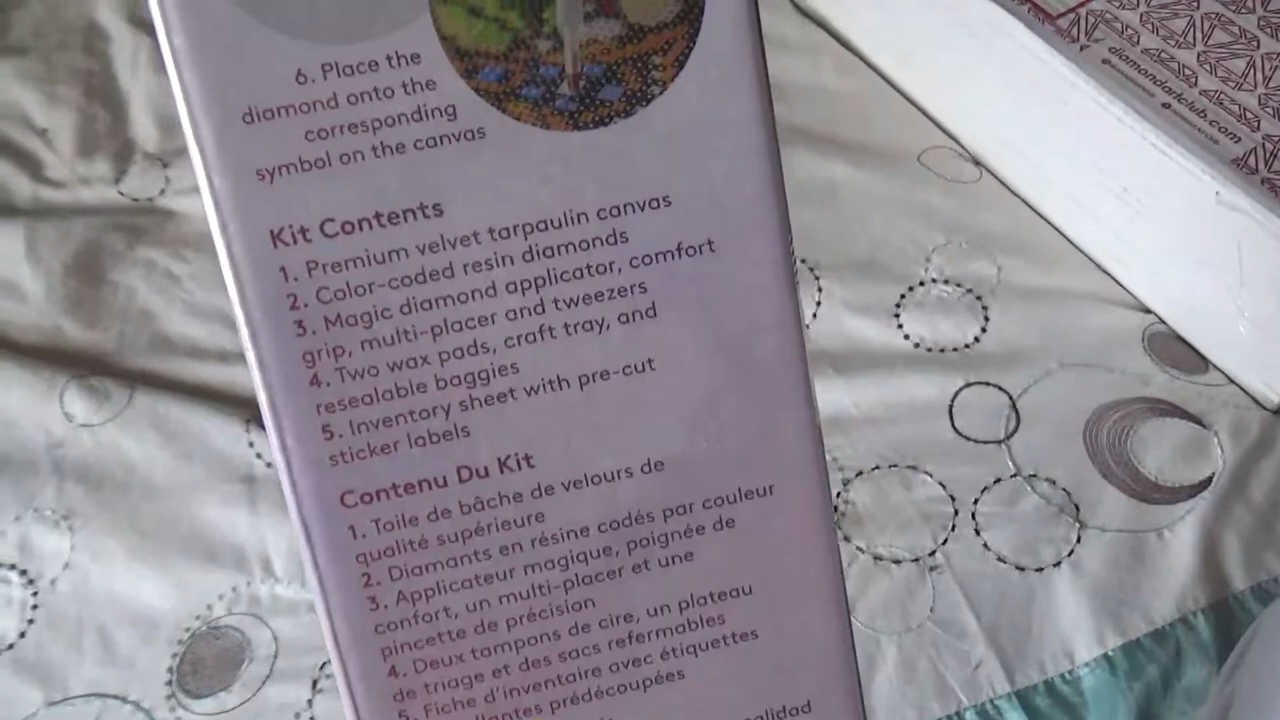 6. Place the
diamond onto the
corresponding
symbol on the canvas
Kit Contents
1. Premium velvet tarpaulin canvas
2. Color-coded resin diamonds
3. Magic diamond applicator, comfort
grip, multi-placer and tweezers
4. Two wax pads, craft tray, and
resealable baggies
5. Inventory sheet with pre-cut
sticker labels
Contenu Du Kit
1. Toile de bâche de velours de
qualité supérieure
2. Diamants en résine codés par couleur
3. Applicateur magique, poignée de
confort, un multi-placer et une
pincette de précision
4. Deux tampons de cire, un plateau
de triage et des sacs refermables
5. Fiche d'inventaire avec étiquettes
prédécoupées
diamondartclub.com